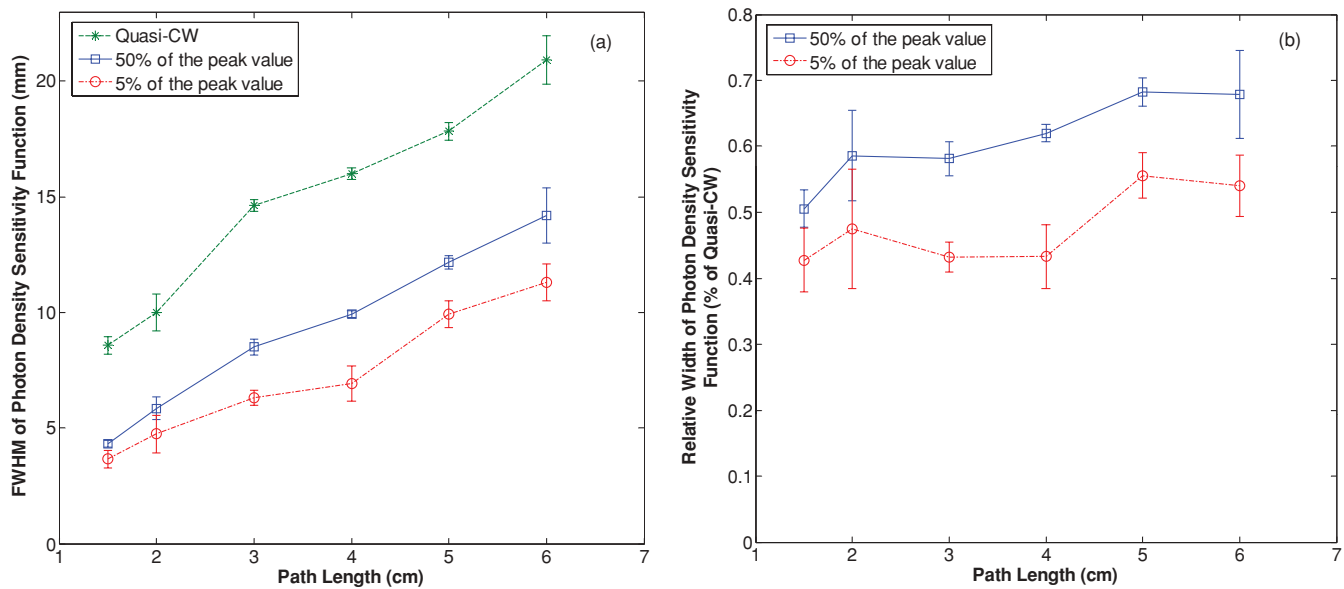 Quasi-CW
50% of the peak value
5% of the peak value
(a)
20
15
10
5
0
1 2 3 4 5 6 7
Path Length (cm)
FWHM of Photon Density Sensitivity Function (mm)
50% of the peak value
5% of the peak value
(b)
0.8
0.7
0.6
0.5
0.4
0.3
0.2
0.1
0
1 2 3 4 5 6 7
Path Length (cm)
Relative Width of Photon Density Sensitivity
Function (% of Quasi-CW)